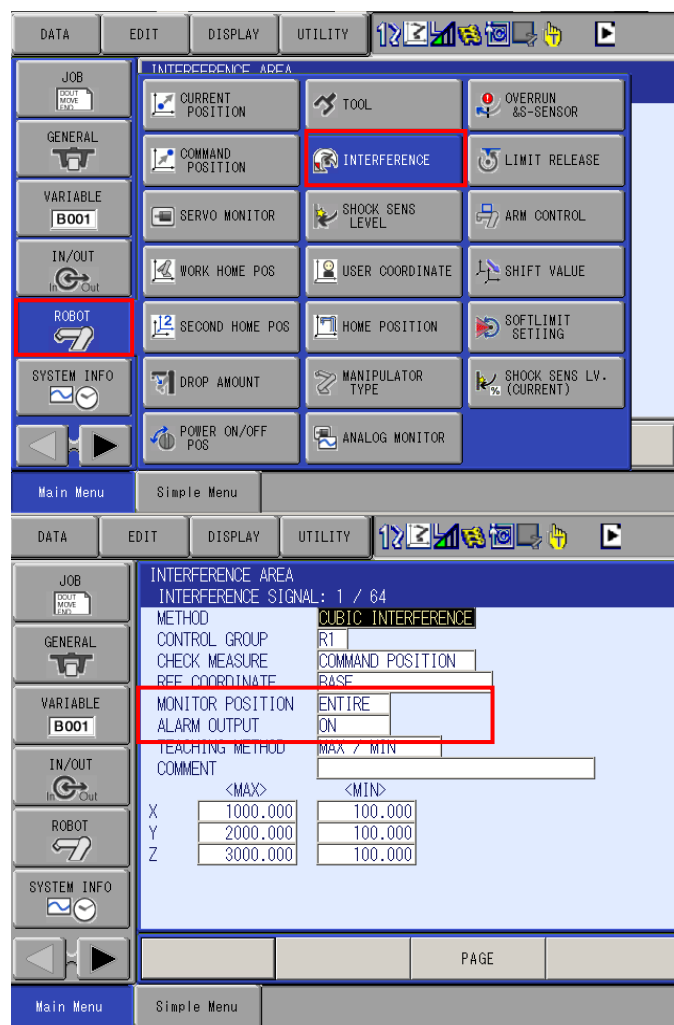 DATA EDIT DISPLAY UTILITY
JOB
DOUT
MOVE
END
GENERAL
VARIABLE
B001
IN/OUT
In Out
ROBOT
SYSTEM INFO
INTERFERENCE AREA
CURRENT
POSITION
TOOL
OVERRUN
&S-SENSOR
COMMAND
POSITION
INTERFERENCE
LIMIT RELEASE
SERVO MONITOR
SHOCK SENS
LEVEL
ARM CONTROL
WORK HOME POS
USER COORDINATE
SHIFT VALUE
SECOND HOME POS
HOME POSITION
SOFTLIMIT
SETIING
DROP AMOUNT
MANIPULATOR
TYPE
SHOCK SENS LV.
(CURRENT)
POWER ON/OFF
POS
ANALOG MONITOR
Main Menu Simple Menu
DATA EDIT DISPLAY UTILITY
JOB
DOUT
MOVE
END
GENERAL
VARIABLE
B001
IN/OUT
In Out
ROBOT
SYSTEM INFO
INTERFERENCE AREA
INTERFERENCE SIGNAL: 1 / 64
METHOD CUBIC INTERFERENCE
CONTROL GROUP R1
CHECK MEASURE COMMAND POSITION
REF COORDINATE BASE
MONITOR POSITION ENTIRE
ALARM OUTPUT ON
TEACHING METHOD MAX / MIN
COMMENT
<MAX> <MIN>
X 1000.000 100.000
Y 2000.000 100.000
Z 3000.000 100.000
PAGE
Main Menu Simple Menu